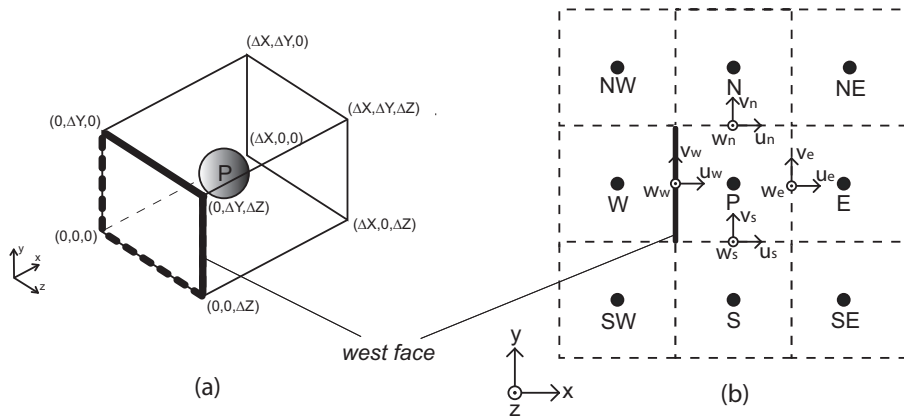 (ΔX,ΔY,0)
(0,ΔY,0)
(ΔX,ΔY,ΔZ)
(ΔX,0,0)
P
(0,ΔY,ΔZ)
(0,0,0)
(ΔX,0,ΔZ)
(0,0,ΔZ)
y
x
z
west face
(a)
NW
N
NE
vn
wn
un
vw
ww
uw
ve
we
ue
W
P
E
vs
ws
us
SW
S
SE
y
x
z
(b)